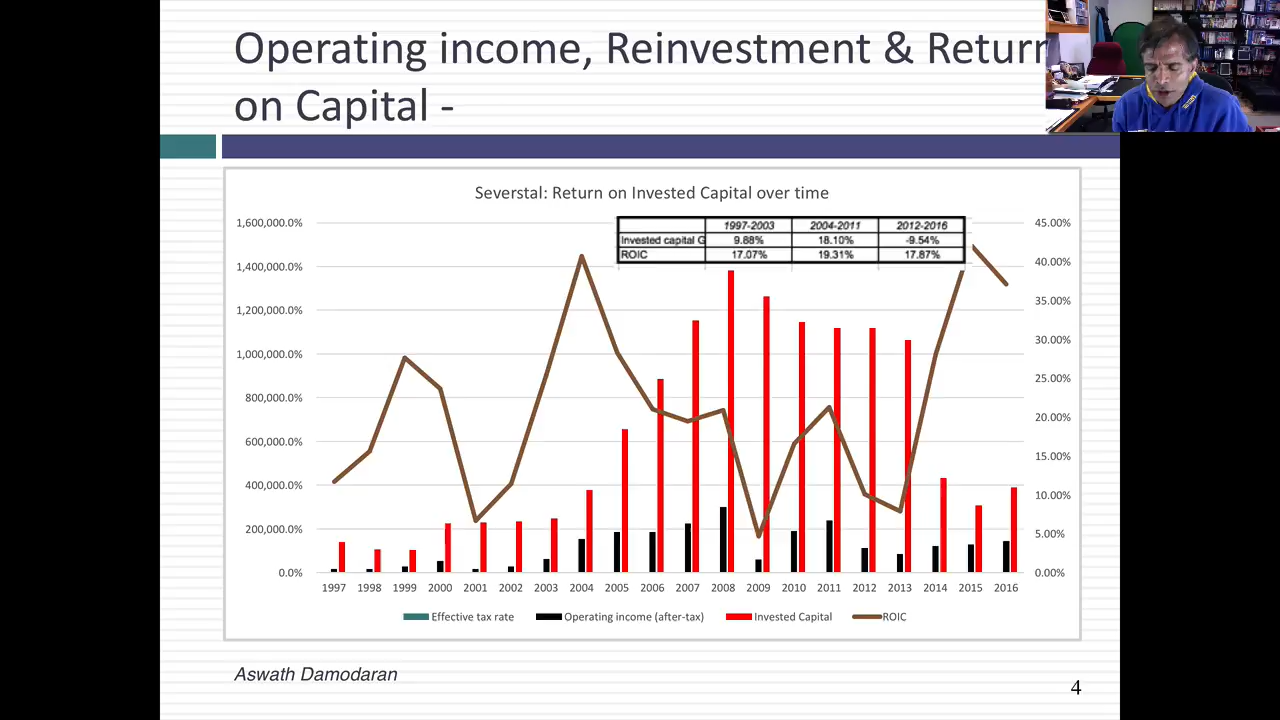 Operating income, Reinvestment & Return
on Capital -
Severstal: Return on Invested Capital over time
1,600,000.0%
1,400,000.0%
1,200,000.0%
1,000,000.0%
800,000.0%
600,000.0%
400,000.0%
200,000.0%
0.0%
1997-2003 2004-2011 2012-2016
Invested capital G 9.88% 18.10% -9.54%
ROIC 17.07% 19.31% 17.87%
45.00%
40.00%
35.00%
30.00%
25.00%
20.00%
15.00%
10.00%
5.00%
0.00%
1997 1998 1999 2000 2001 2002 2003 2004 2005 2006 2007 2008 2009 2010 2011 2012 2013 2014 2015 2016
Effective tax rate Operating income (after-tax) Invested Capital ROIC
Aswath Damodaran
4